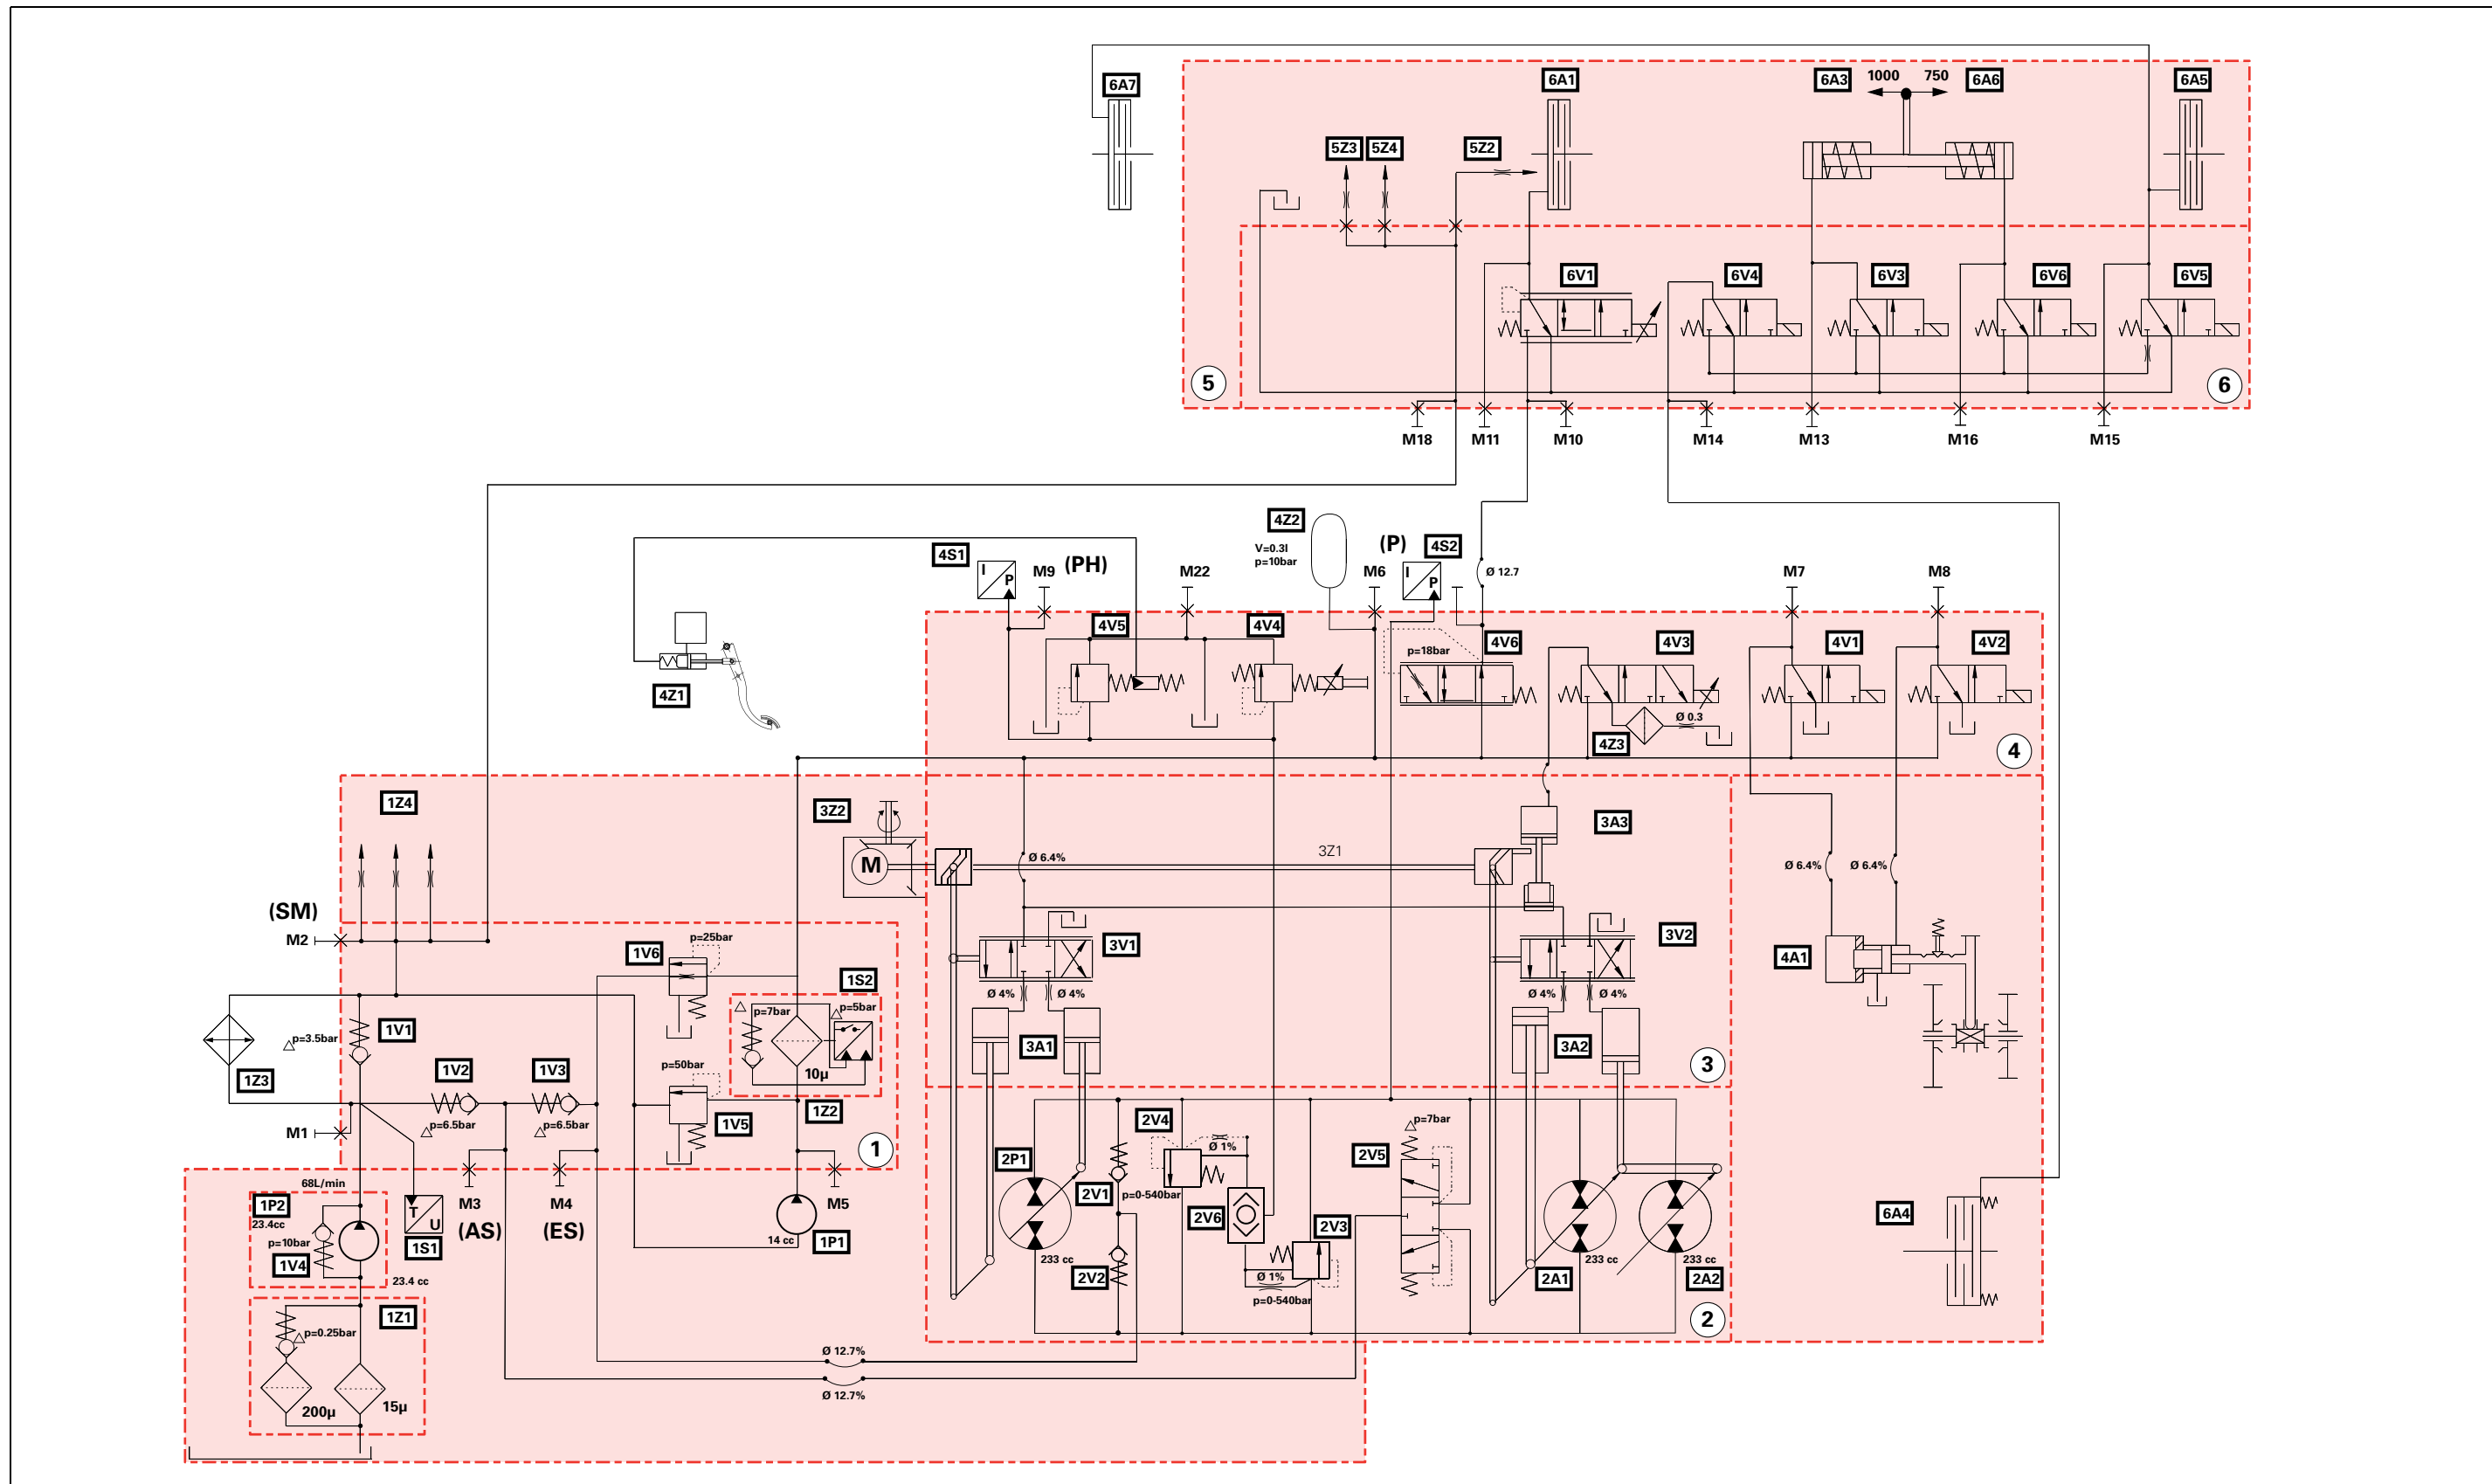 6A7
6A1
6A3
1000
750
6A6
6A5
5Z3
5Z4
5Z2
6V1
6V4
6V3
6V6
6V5
5
6
M18
M11
M10
M14
M13
M16
M15
4Z2
V=0.3l
p=10bar
(P)
4S2
4S1
M9
(PH)
M22
M6
Ø 12.7
M7
M8
4V5
4V4
4V6
p=18bar
4V3
4V1
4V2
4Z1
Ø 0.3
4Z3
4
1Z4
3Z2
M
Ø 6.4%
3Z1
3A3
Ø 6.4%
Ø 6.4%
(SM)
M2
1V6
p=25bar
3V1
3V2
4A1
1S2
p=7bar
p=5bar
Ø 4%
Ø 4%
Ø 4%
Ø 4%
p=3.5bar
1V1
3A1
3A2
1Z3
1V2
1V3
p=50bar
10µ
3
1Z2
M1
p=6.5bar
p=6.5bar
1V5
1
2V4
Ø 1%
p=7bar
2V5
2P1
2V1
p=0-540bar
68L/min
1P2
23.4cc
p=10bar
1V4
T
U
1S1
M3
(AS)
M4
(ES)
M5
14 cc
1P1
2V6
2V3
6A4
233 cc
2V2
Ø 1%
p=0-540bar
2A1
233 cc
233 cc
2A2
23.4 cc
1Z1
p=0.25bar
2
200µ
15µ
Ø 12.7%
Ø 12.7%
I
P
I
P